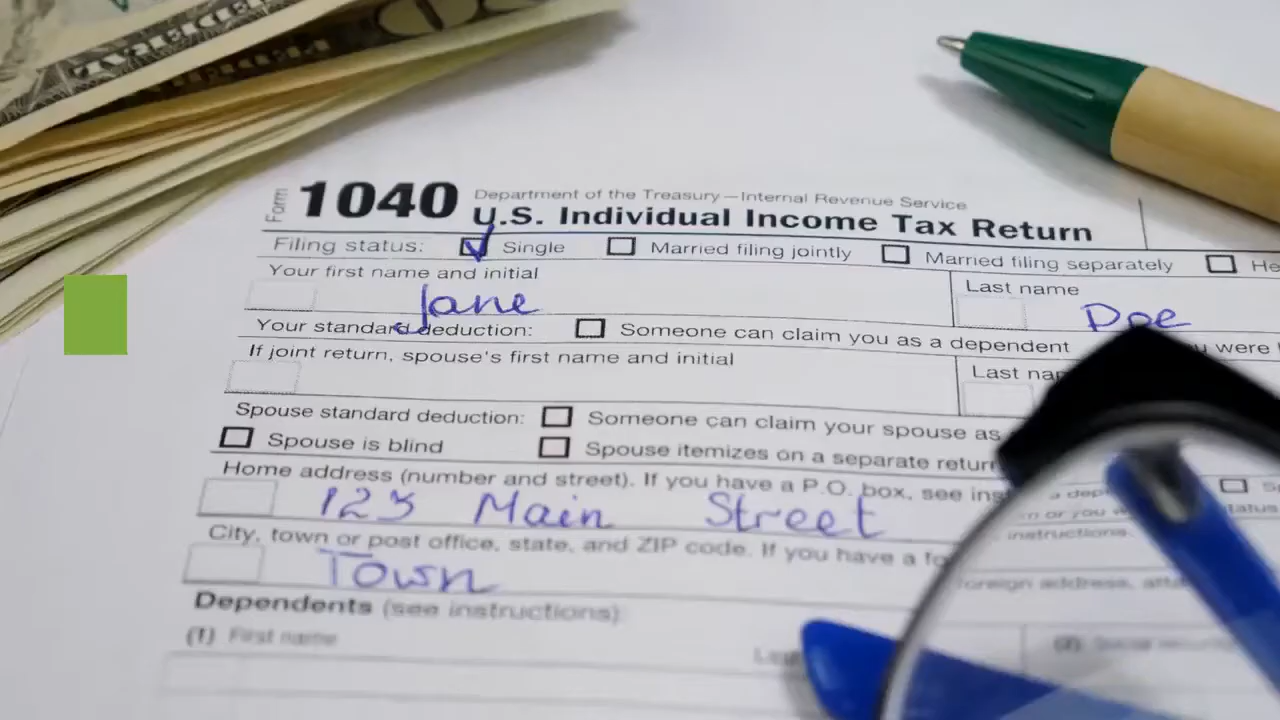 Form 1040 Department of the Treasury—Internal Revenue Service
U.S. Individual Income Tax Return
Filing status: Single Married filing jointly Married filing separately He
Your first name and initial Last name
Jane Doe
Your standard deduction: Someone can claim you as a dependent were
If joint return, spouse's first name and initial Last na
Spouse standard deduction: Someone can claim your spouse as
Spouse is blind Spouse itemizes on a separate return
Home address (number and street). If you have a P.O. box, see ins
123 Main Street
City, town or post office, state, and ZIP code. If you have a fo
Town
Dependents (see instructions):
(1) First name